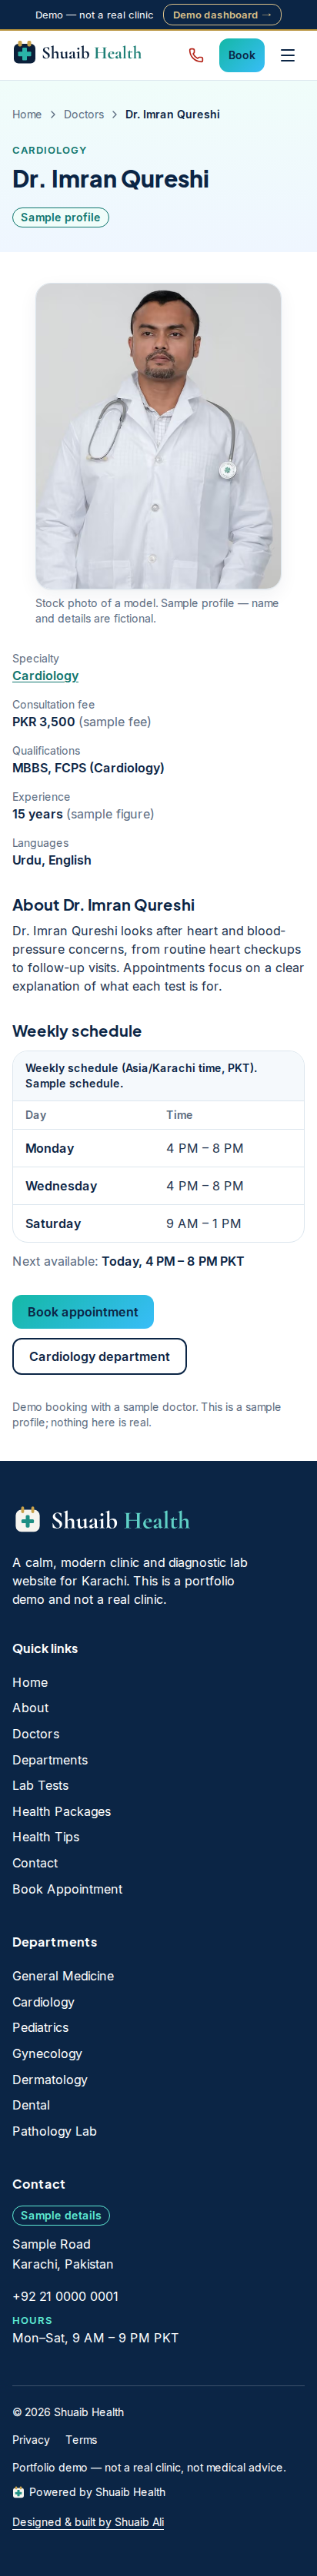 Demo — not a real clinic
Demo dashboard →
Shuaib Health
Book
Home > Doctors > Dr. Imran Qureshi
CARDIOLOGY
Dr. Imran Qureshi
Sample profile
Stock photo of a model. Sample profile — name
and details are fictional.
Specialty
Cardiology
Consultation fee
PKR 3,500 (sample fee)
Qualifications
MBBS, FCPS (Cardiology)
Experience
15 years (sample figure)
Languages
Urdu, English
About Dr. Imran Qureshi
Dr. Imran Qureshi looks after heart and blood-
pressure concerns, from routine heart checkups
to follow-up visits. Appointments focus on a clear
explanation of what each test is for.
Weekly schedule
Weekly schedule (Asia/Karachi time, PKT).
Sample schedule.
Day Time
Monday 4 PM – 8 PM
Wednesday 4 PM – 8 PM
Saturday 9 AM – 1 PM
Next available: Today, 4 PM – 8 PM PKT
Book appointment
Cardiology department
Demo booking with a sample doctor. This is a sample
profile; nothing here is real.
Shuaib Health
A calm, modern clinic and diagnostic lab
website for Karachi. This is a portfolio
demo and not a real clinic.
Quick links
Home
About
Doctors
Departments
Lab Tests
Health Packages
Health Tips
Contact
Book Appointment
Departments
General Medicine
Cardiology
Pediatrics
Gynecology
Dermatology
Dental
Pathology Lab
Contact
Sample details
Sample Road
Karachi, Pakistan
+92 21 0000 0001
HOURS
Mon–Sat, 9 AM – 9 PM PKT
© 2026 Shuaib Health
Privacy Terms
Portfolio demo — not a real clinic, not medical advice.
Powered by Shuaib Health
Designed & built by Shuaib Ali